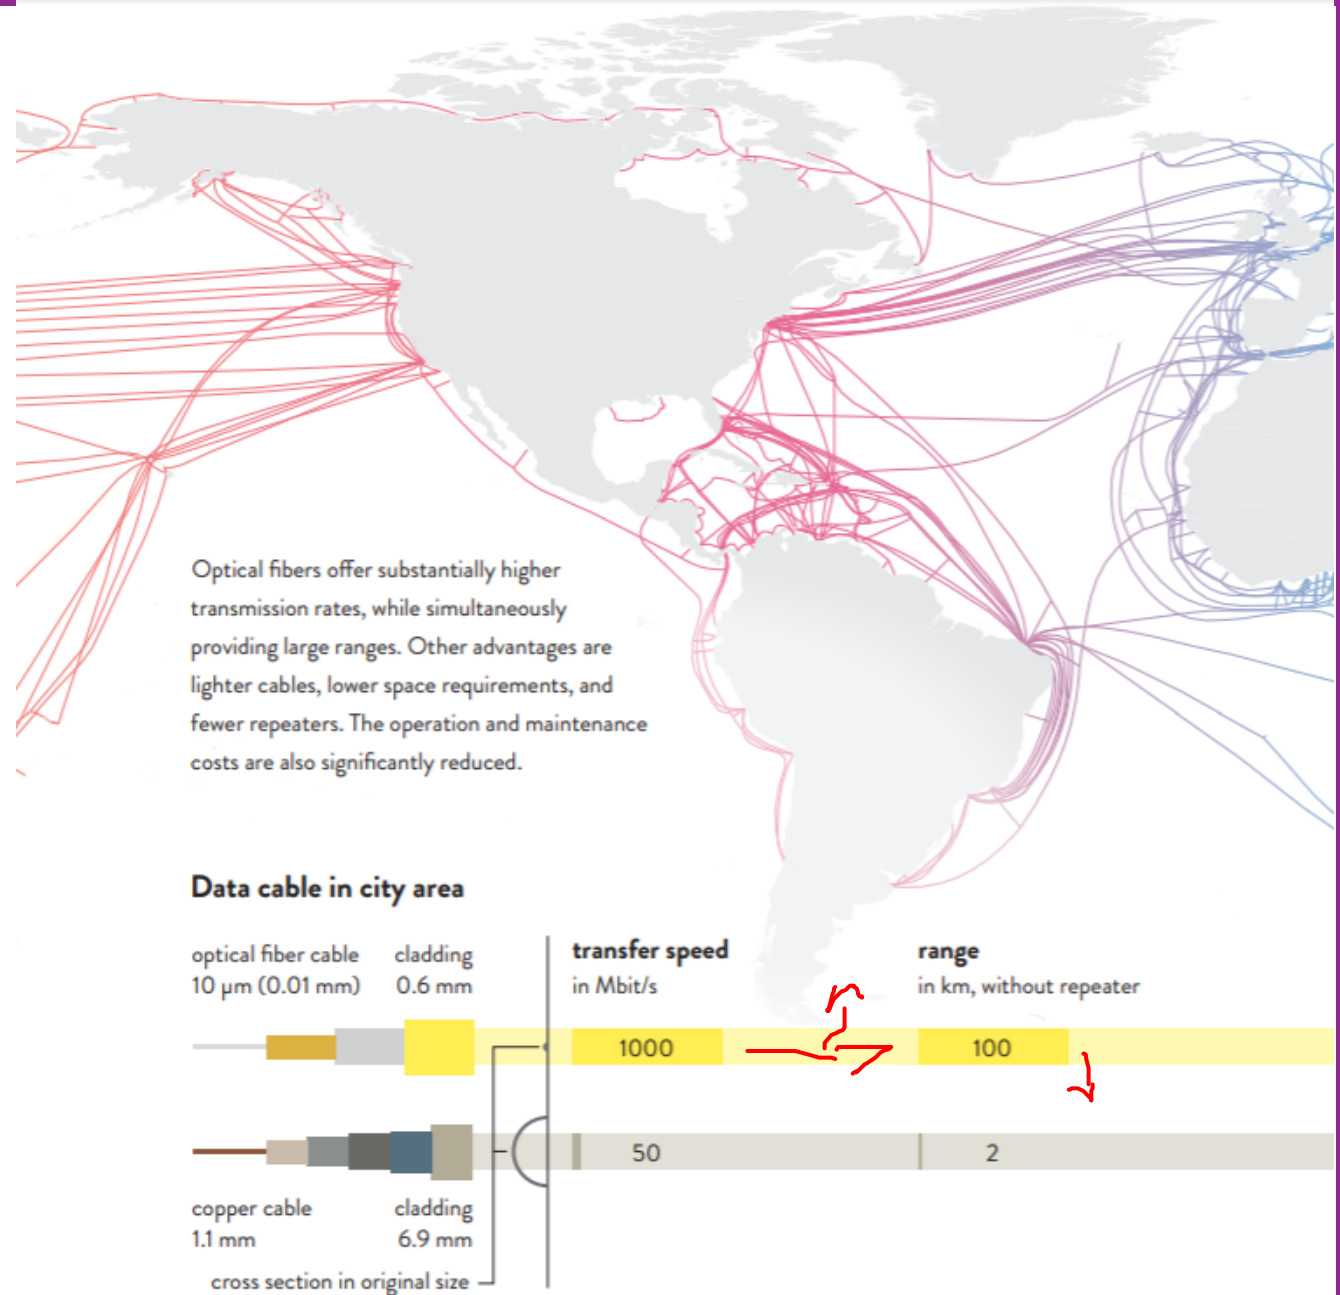 Optical fibers offer substantially higher
transmission rates, while simultaneously
providing large ranges. Other advantages are
lighter cables, lower space requirements, and
fewer repeaters. The operation and maintenance
costs are also significantly reduced.
Data cable in city area
optical fiber cable cladding
10 µm (0.01 mm) 0.6 mm
transfer speed range
in Mbit/s in km, without repeater
1000 100
50 2
copper cable cladding
1.1 mm 6.9 mm
cross section in original size